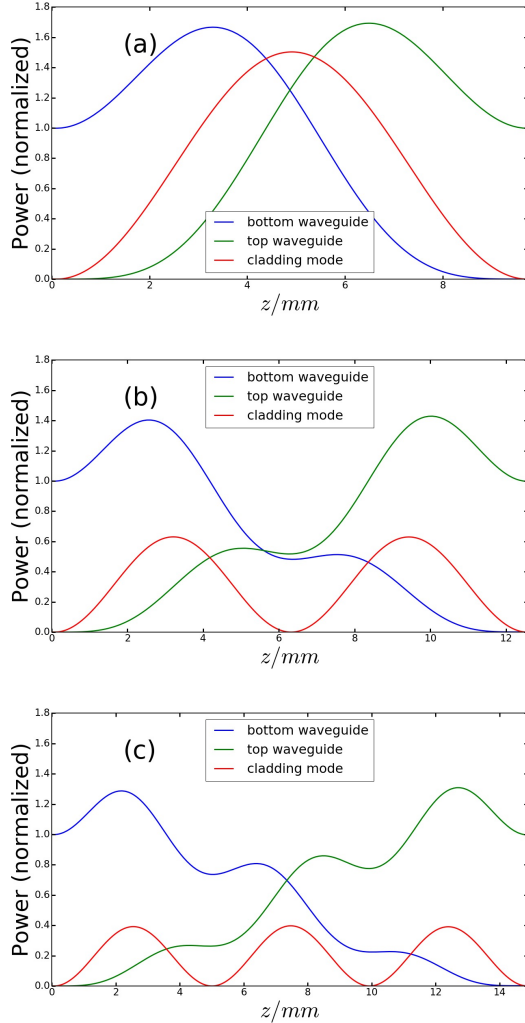 1.8
1.6
1.4
1.2
1.0
0.8
0.6
0.4
0.2
0.0
Power (normalized)
(a)
bottom waveguide
top waveguide
cladding mode
0 2 4 6 8
z/mm
1.8
1.6
1.4
1.2
1.0
0.8
0.6
0.4
0.2
0.0
Power (normalized)
(b)
bottom waveguide
top waveguide
cladding mode
0 2 4 6 8 10 12
z/mm
1.8
1.6
1.4
1.2
1.0
0.8
0.6
0.4
0.2
0.0
Power (normalized)
(c)
bottom waveguide
top waveguide
cladding mode
0 2 4 6 8 10 12 14
z/mm